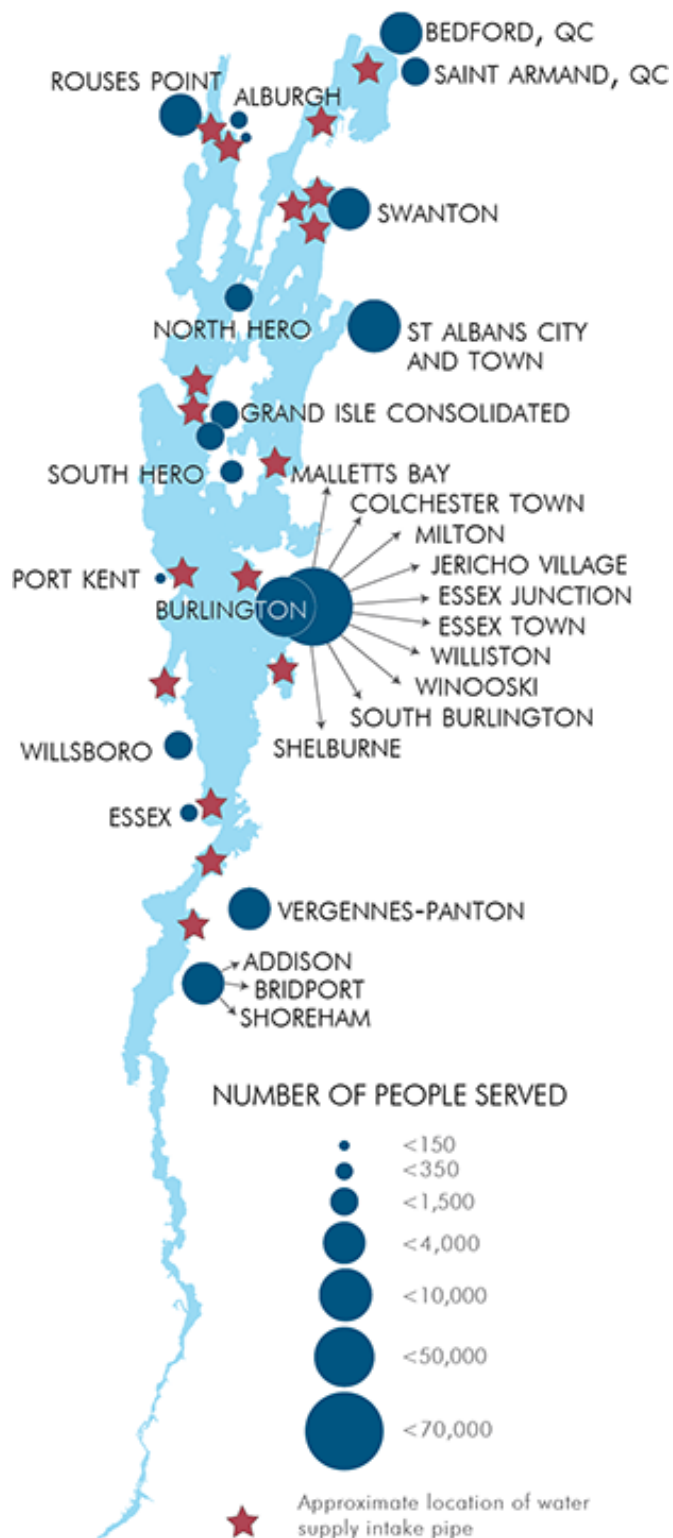 BEDFORD, QC
SAINT ARMAND, QC
ROUSES POINT
ALBURGH
SWANTON
NORTH HERO
ST ALBANS CITY
AND TOWN
GRAND ISLE CONSOLIDATED
SOUTH HERO
MALLETTS BAY
COLCHESTER TOWN
MILTON
JERICHO VILLAGE
PORT KENT
ESSEX JUNCTION
BURLINGTON
ESSEX TOWN
WILLISTON
WINOOSKI
SOUTH BURLINGTON
SHELBURNE
WILLSBORO
ESSEX
VERGENNES-PANTON
ADDISON
BRIDPORT
SHOREHAM
NUMBER OF PEOPLE SERVED
<150
<350
<1,500
<4,000
<10,000
<50,000
<70,000
Approximate location of water
supply intake pipe